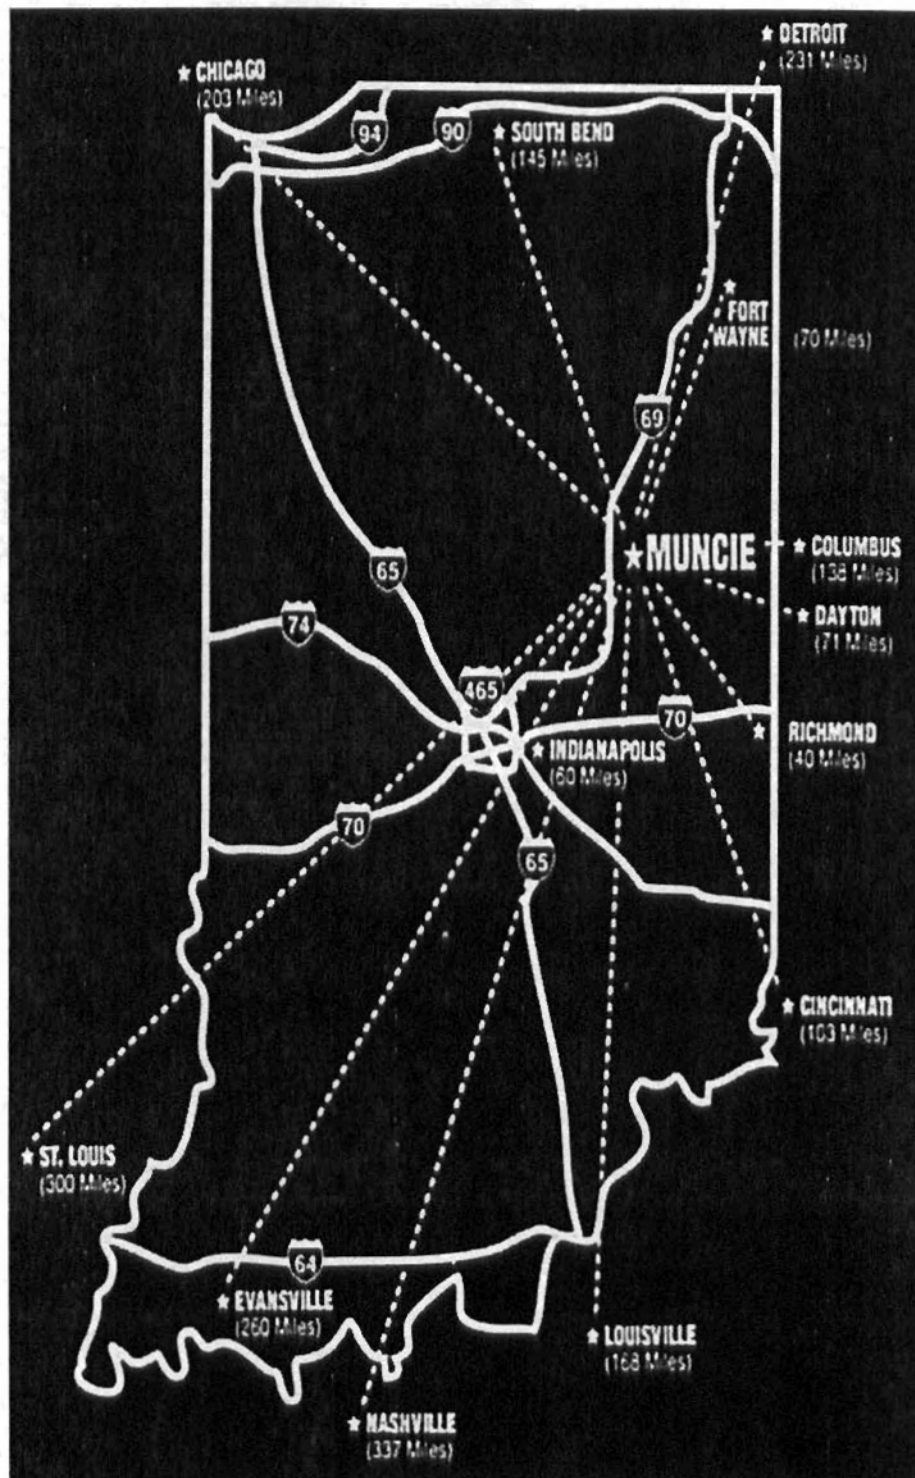 ★ DETROIT
(231 Miles)
★ CHICAGO
(203 Miles)
94
90
★ SOUTH BEND
(145 Miles)
★
FORT
WAYNE (70 Miles)
69
★ MUNCIE
★ COLUMBUS
(138 Miles)
65
★ DAYTON
(71 Miles)
74
465
70
★ RICHMOND
(40 Miles)
★ INDIANAPOLIS
(60 Miles)
70
65
★ CINCINNATI
(103 Miles)
★ ST. LOUIS
(300 Miles)
64
★ EVANSVILLE
(260 Miles)
★ LOUISVILLE
(168 Miles)
★ NASHVILLE
(337 Miles)